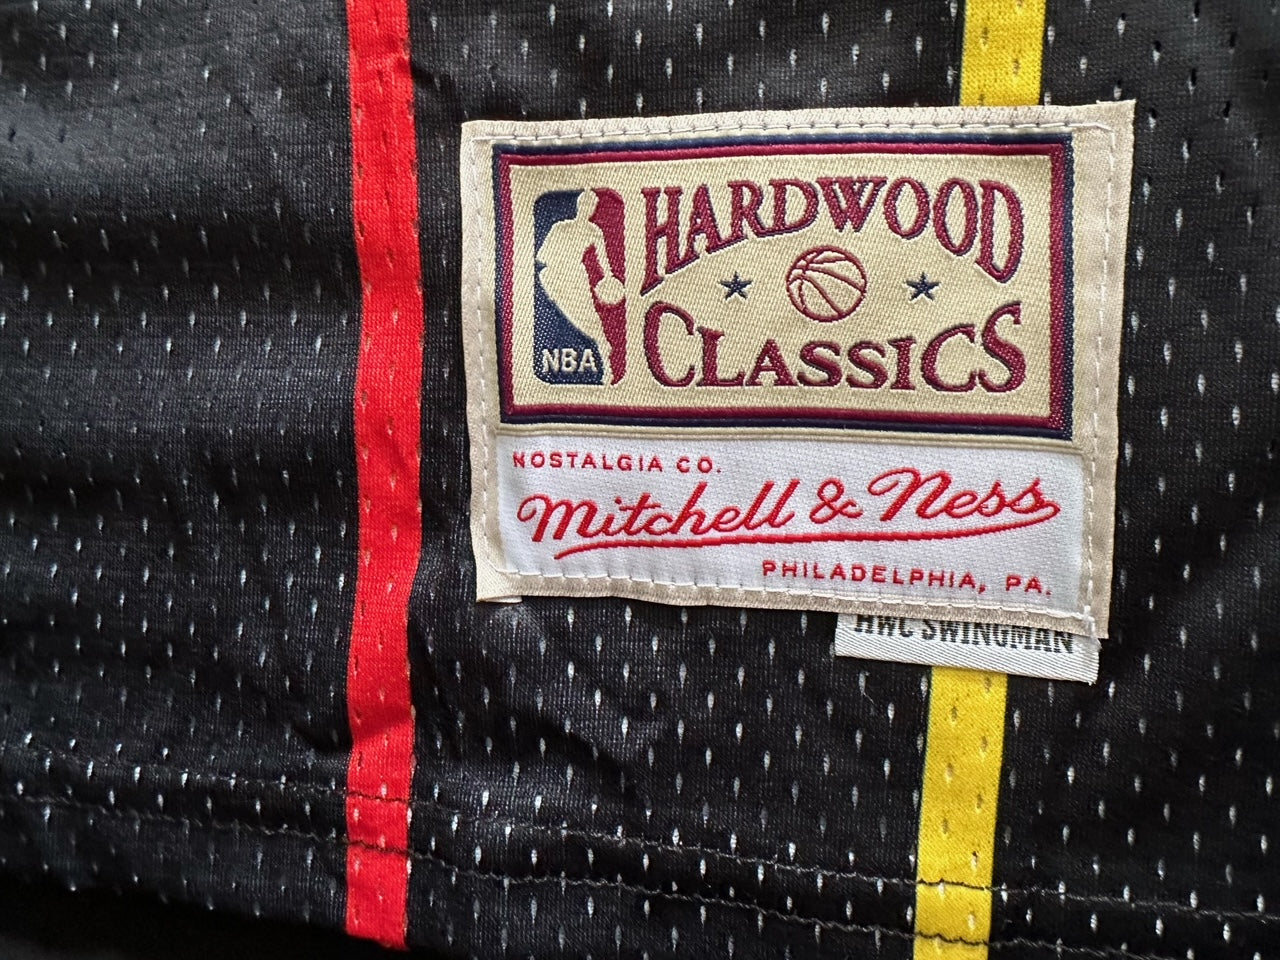 HARDWOOD
CLASSICS
NBA
NOSTALGIA CO.
Mitchell & Ness
PHILADELPHIA, PA.
HWC SWINGMAN